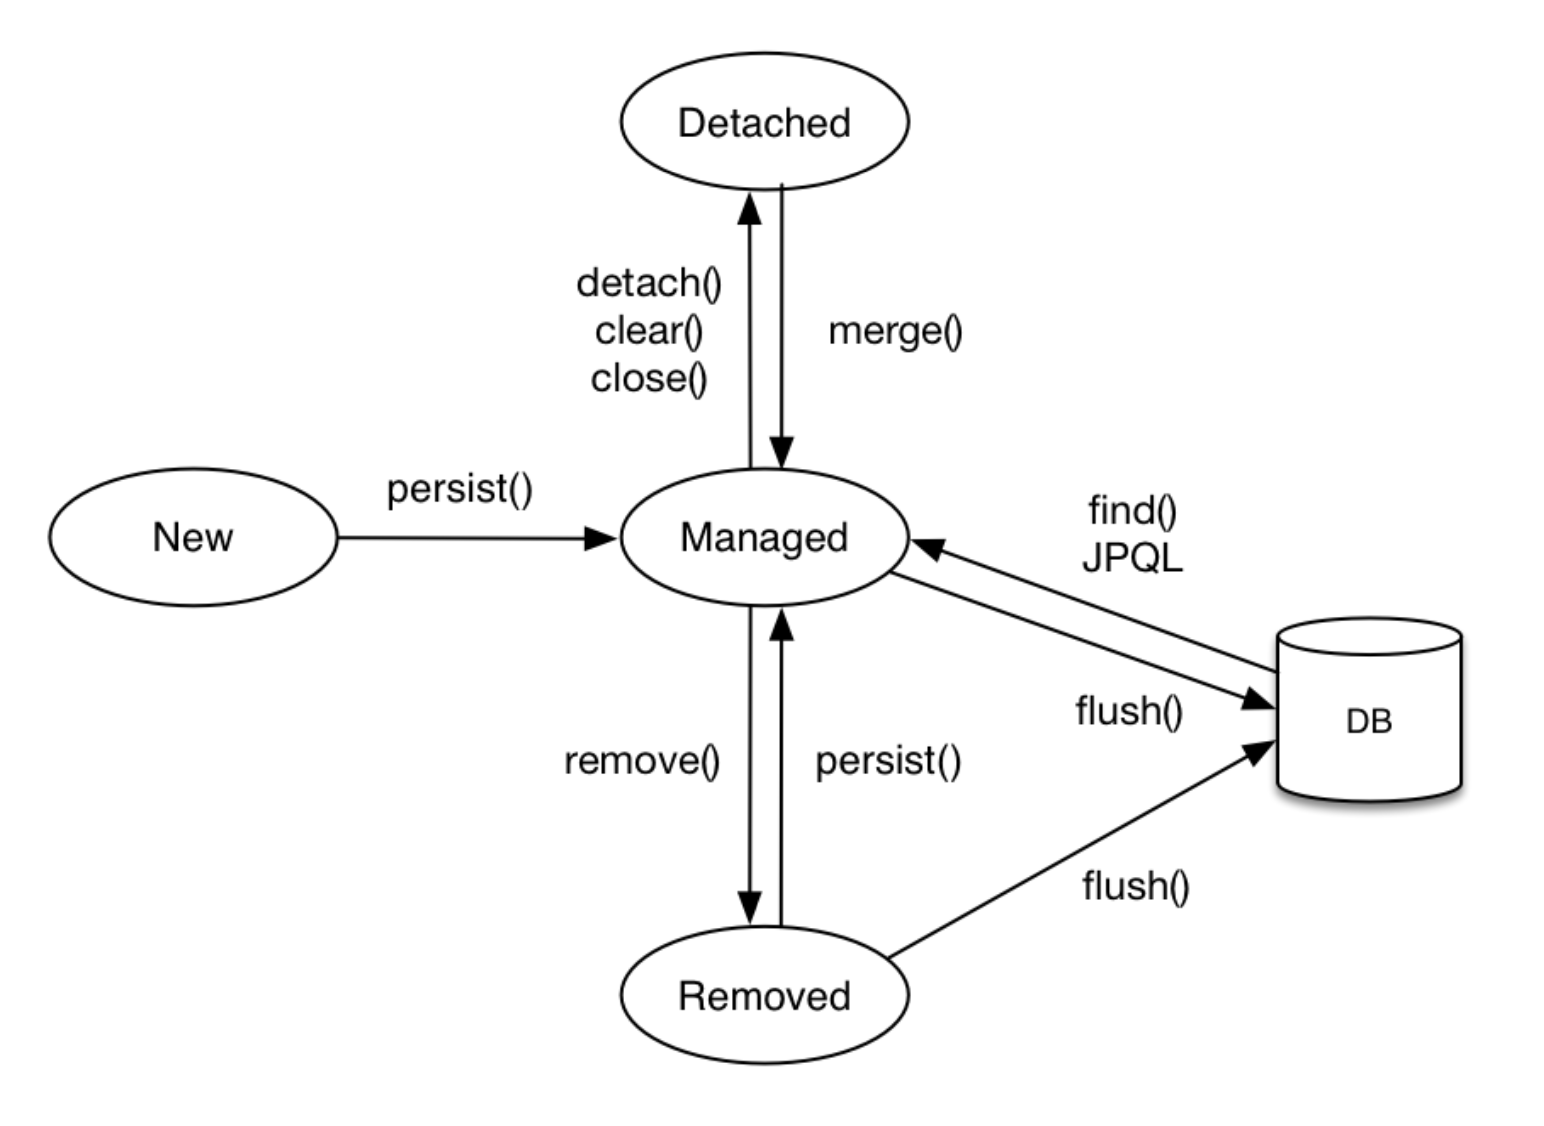 Detached
detach()
clear()
close()
merge()
persist()
New
Managed
find()
JPQL
flush()
DB
remove()
persist()
flush()
Removed